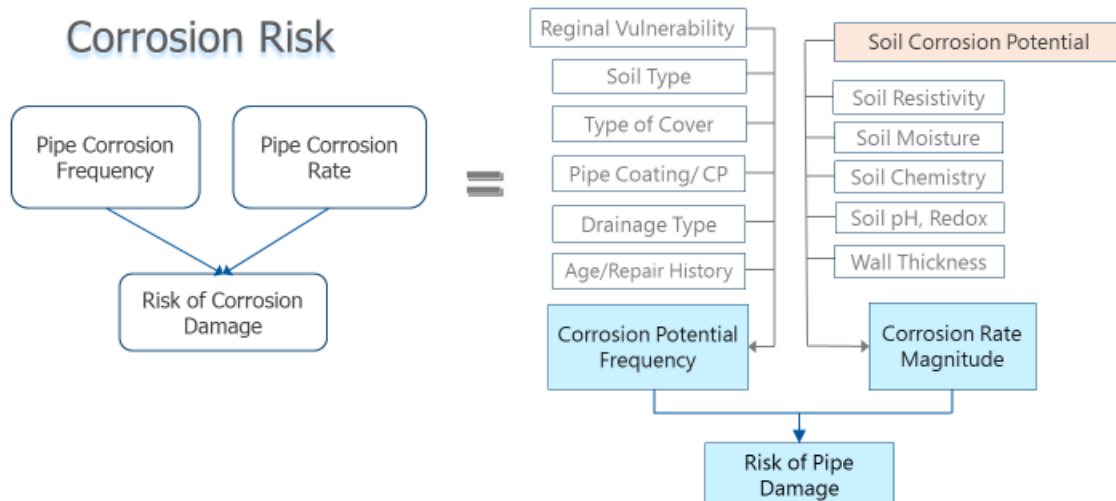 Corrosion Risk
Pipe Corrosion
Frequency
Pipe Corrosion
Rate
Risk of Corrosion
Damage
=
Reginal Vulnerability
Soil Type
Type of Cover
Pipe Coating/ CP
Drainage Type
Age/Repair History
Corrosion Potential
Frequency
Soil Corrosion Potential
Soil Resistivity
Soil Moisture
Soil Chemistry
Soil pH, Redox
Wall Thickness
Corrosion Rate
Magnitude
Risk of Pipe
Damage